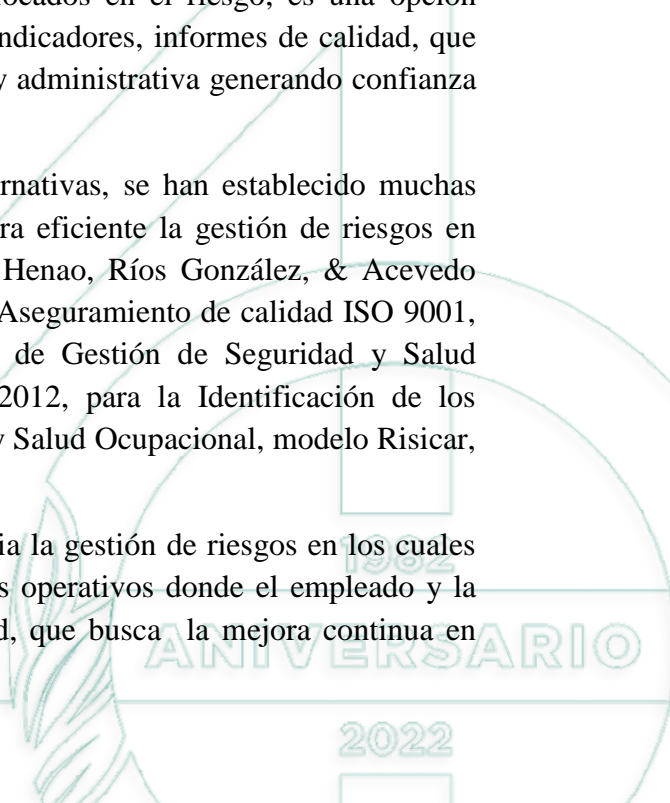 ocados en el riesgo, es una opción
ndicadores, informes de calidad, que
y administrativa generando confianza
rnativas, se han establecido muchas
ra eficiente la gestión de riesgos en
Henao, Ríos González, & Acevedo
Aseguramiento de calidad ISO 9001,
de Gestión de Seguridad y Salud
2012, para la Identificación de los
y Salud Ocupacional, modelo Risicar,
ia la gestión de riesgos en los cuales
s operativos donde el empleado y la
d, que busca la mejora continua en
1982
ANIVERSARIO
2022